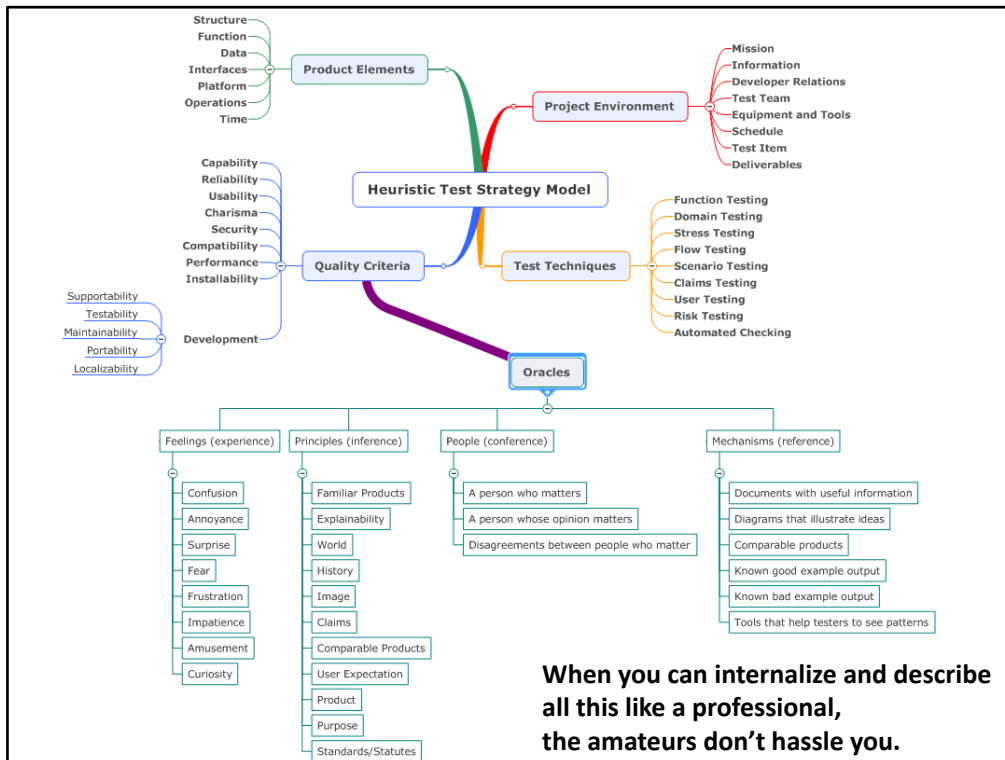 Structure
Function
Data
Interfaces
Platform
Operations
Time
Product Elements
Mission
Information
Developer Relations
Test Team
Equipment and Tools
Schedule
Test Item
Deliverables
Project Environment
Heuristic Test Strategy Model
Capability
Reliability
Usability
Charisma
Security
Compatibility
Performance
Installability
Development
Quality Criteria
Supportability
Testability
Maintainability
Portability
Localizability
Function Testing
Domain Testing
Stress Testing
Flow Testing
Scenario Testing
Claims Testing
User Testing
Risk Testing
Automated Checking
Test Techniques
Oracles
Feelings (experience)
Confusion
Annoyance
Surprise
Fear
Frustration
Impatience
Amusement
Curiosity
Principles (inference)
Familiar Products
Explainability
World
History
Image
Claims
Comparable Products
User Expectation
Product
Purpose
Standards/Statutes
People (conference)
A person who matters
A person whose opinion matters
Disagreements between people who matter
Mechanisms (reference)
Documents with useful information
Diagrams that illustrate ideas
Comparable products
Known good example output
Known bad example output
Tools that help testers to see patterns
When you can internalize and describe
all this like a professional,
the amateurs don’t hassle you.